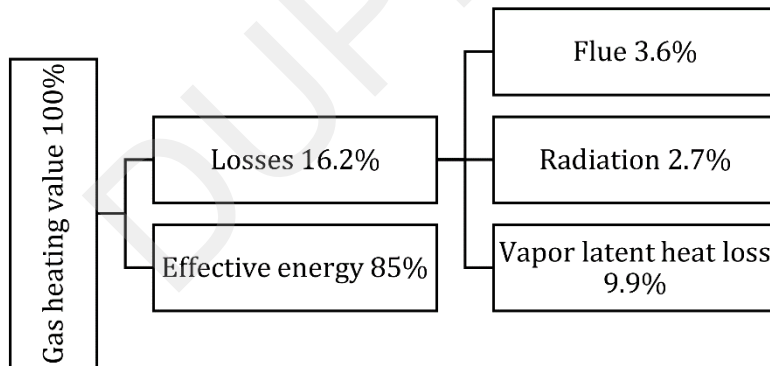 Gas heating value 100%
Losses 16.2%
Effective energy 85%
Flue 3.6%
Radiation 2.7%
Vapor latent heat loss
9.9%